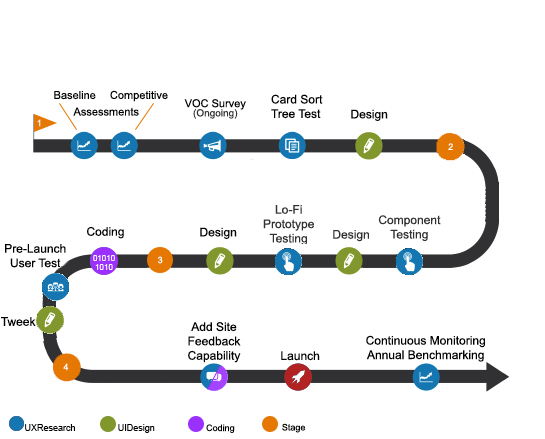 Baseline Competitive
Assessments
1
VOC Survey
(Ongoing)
Card Sort
Tree Test
Design
2
Component
Testing
Design
Lo-Fi
Prototype
Testing
Design
3
Coding
01010
1010
Pre-Launch
User Test
Tweek
4
Add Site
Feedback
Capability
Launch
Continuous Monitoring
Annual Benchmarking
UXResearch
UIDesign
Coding
Stage